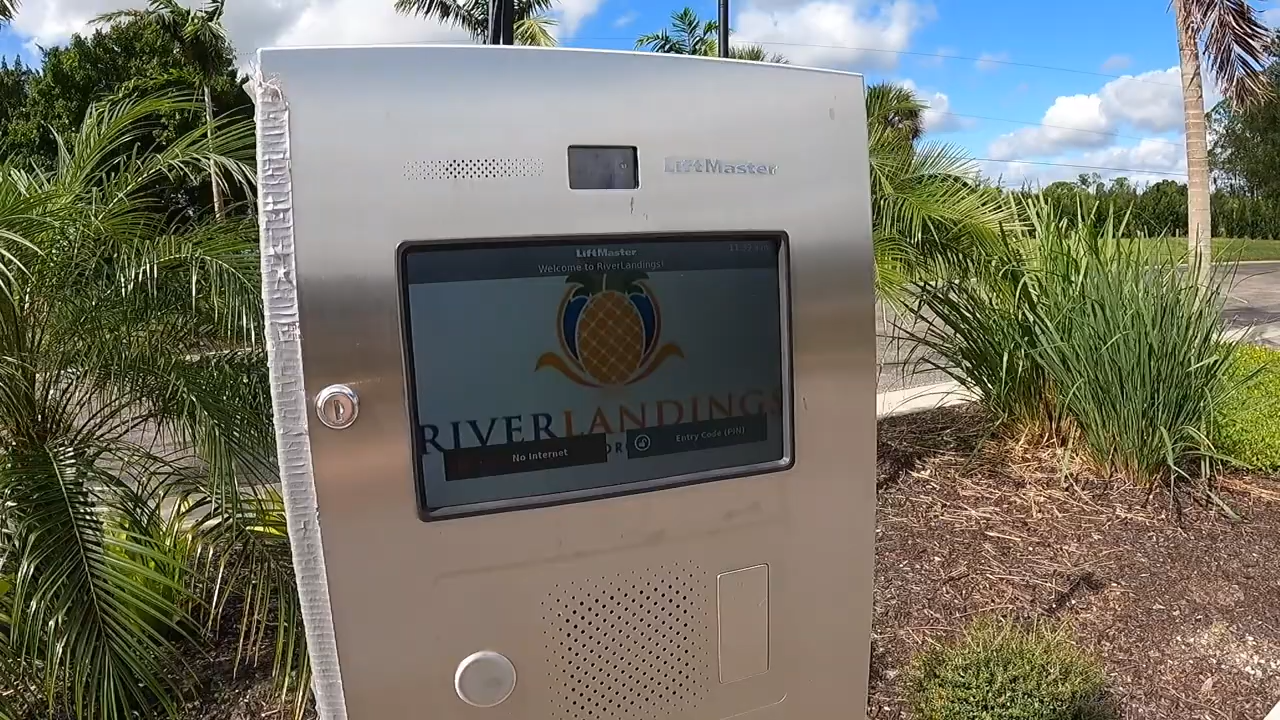 LiftMaster
LiftMaster
Welcome to RiverLandings!
RIVERLANDINGS
No Internet
Entry Code (PIN)